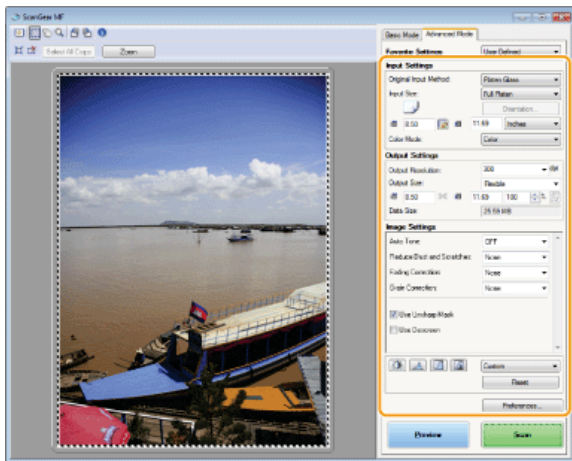 ScanGear MF
Basic Mode Advanced Mode
Select All Crops Zoom
Favorite Settings User Defined
Input Settings
Original Input Method: Platen Glass
Input Size: Full Platen
Orientation...
8.50 11.69 Inches
Color Mode: Color
Output Settings
Output Resolution: 300 dpi
Output Size: Flexible
8.50 11.69 100 %
Data Size: 25.59 MB
Image Settings
Auto Tone: OFF
Reduce Dust and Scratches: None
Fading Correction: None
Grain Correction: None
Use Unsharp Mask
Use Descreen
Custom
Reset
Preferences...
Preview Scan